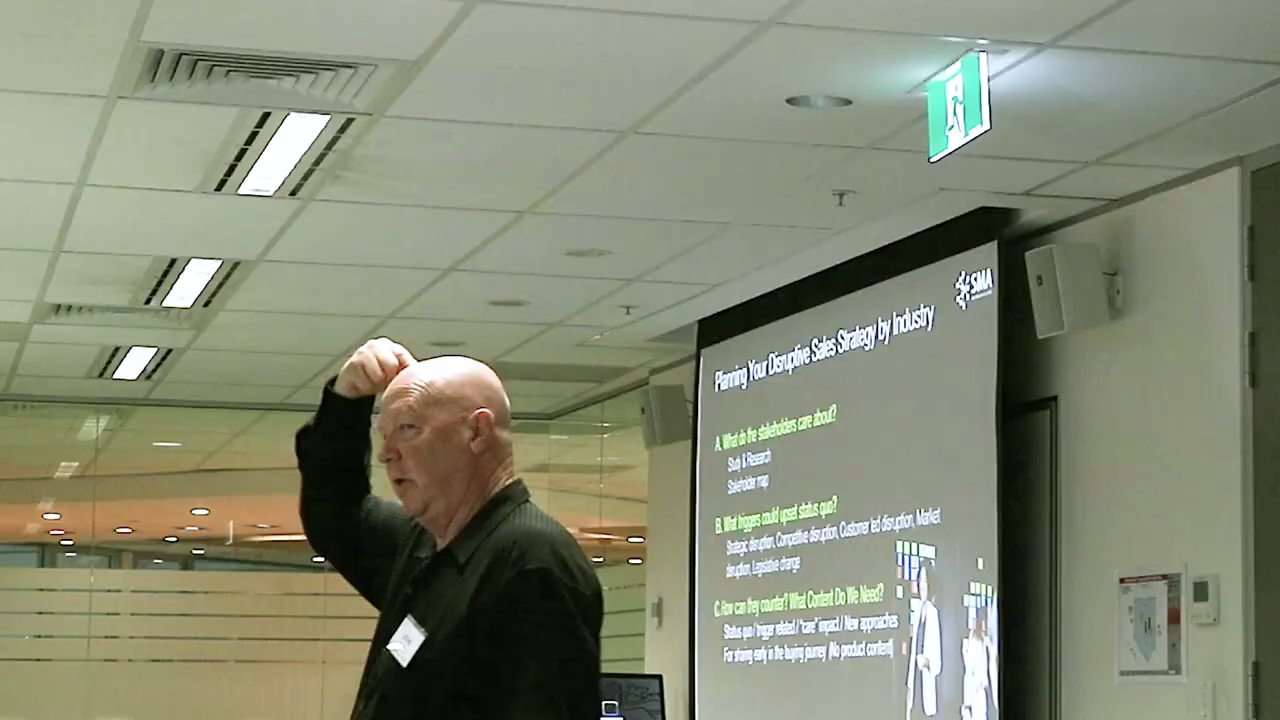 SMA
Planning Your Disruptive Sales Strategy by Industry
A. What do the stakeholders care about?
Study & Research
Stakeholder map
B. What triggers could upset status quo?
Strategic disruption, Competitive disruption, Customer led disruption, Market
disruption, Legislative change
C. How can they counter? What Content Do We Need?
Status quo / trigger related / "care" impact / New approaches
For sharing early in the buying journey (No product content)